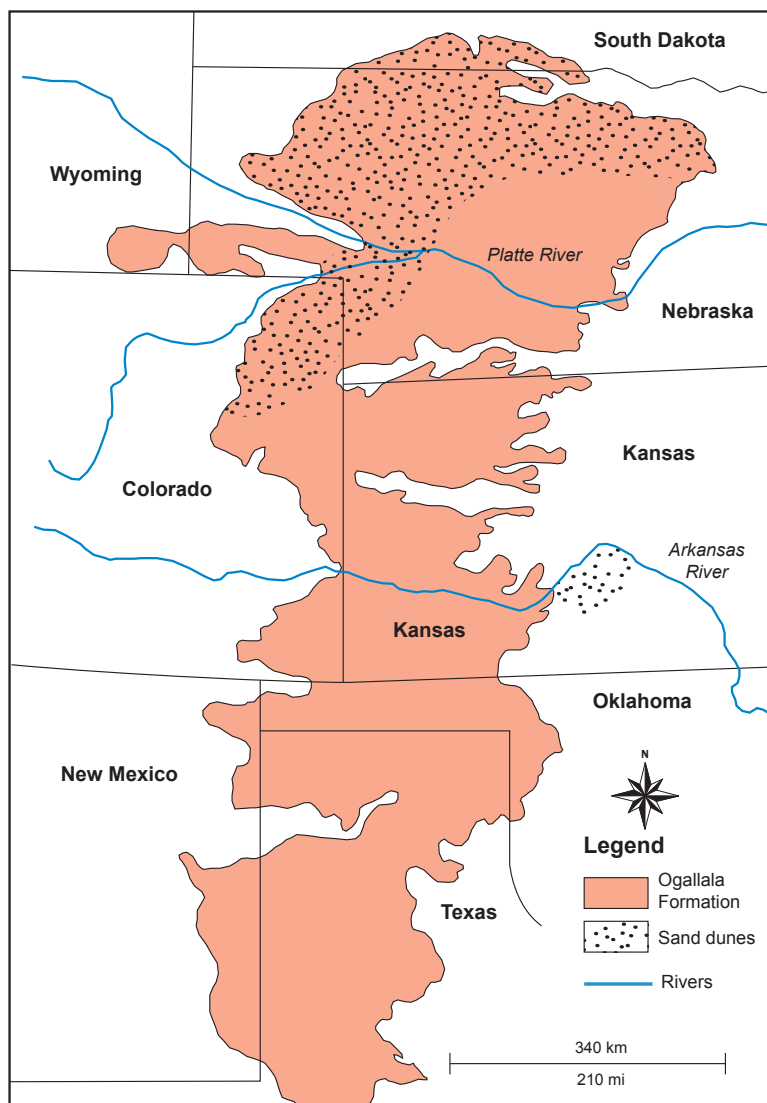 South Dakota
Wyoming
Platte River
Nebraska
Kansas
Colorado
Arkansas
River
Kansas
Oklahoma
New Mexico
N
Legend
Ogallala
Formation
Texas
Sand dunes
Rivers
340 km
210 mi